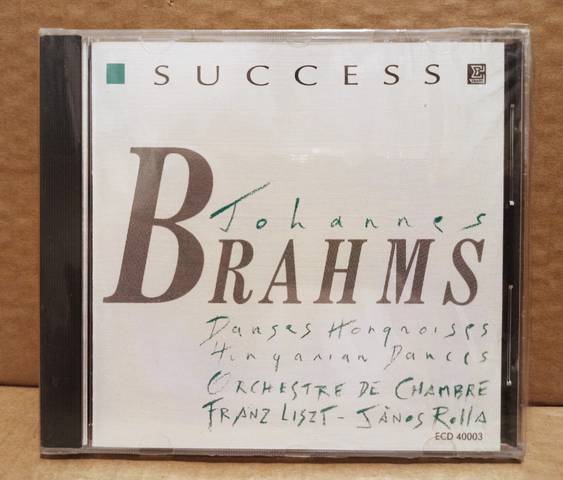 SUCCESS
Johannes
BRAHMS
Danses Hongroises
Hungarian Dances
ORCHESTRE DE CHAMBRE
FRANZ LISZT - JÁNOS ROLLA
ECD 40003